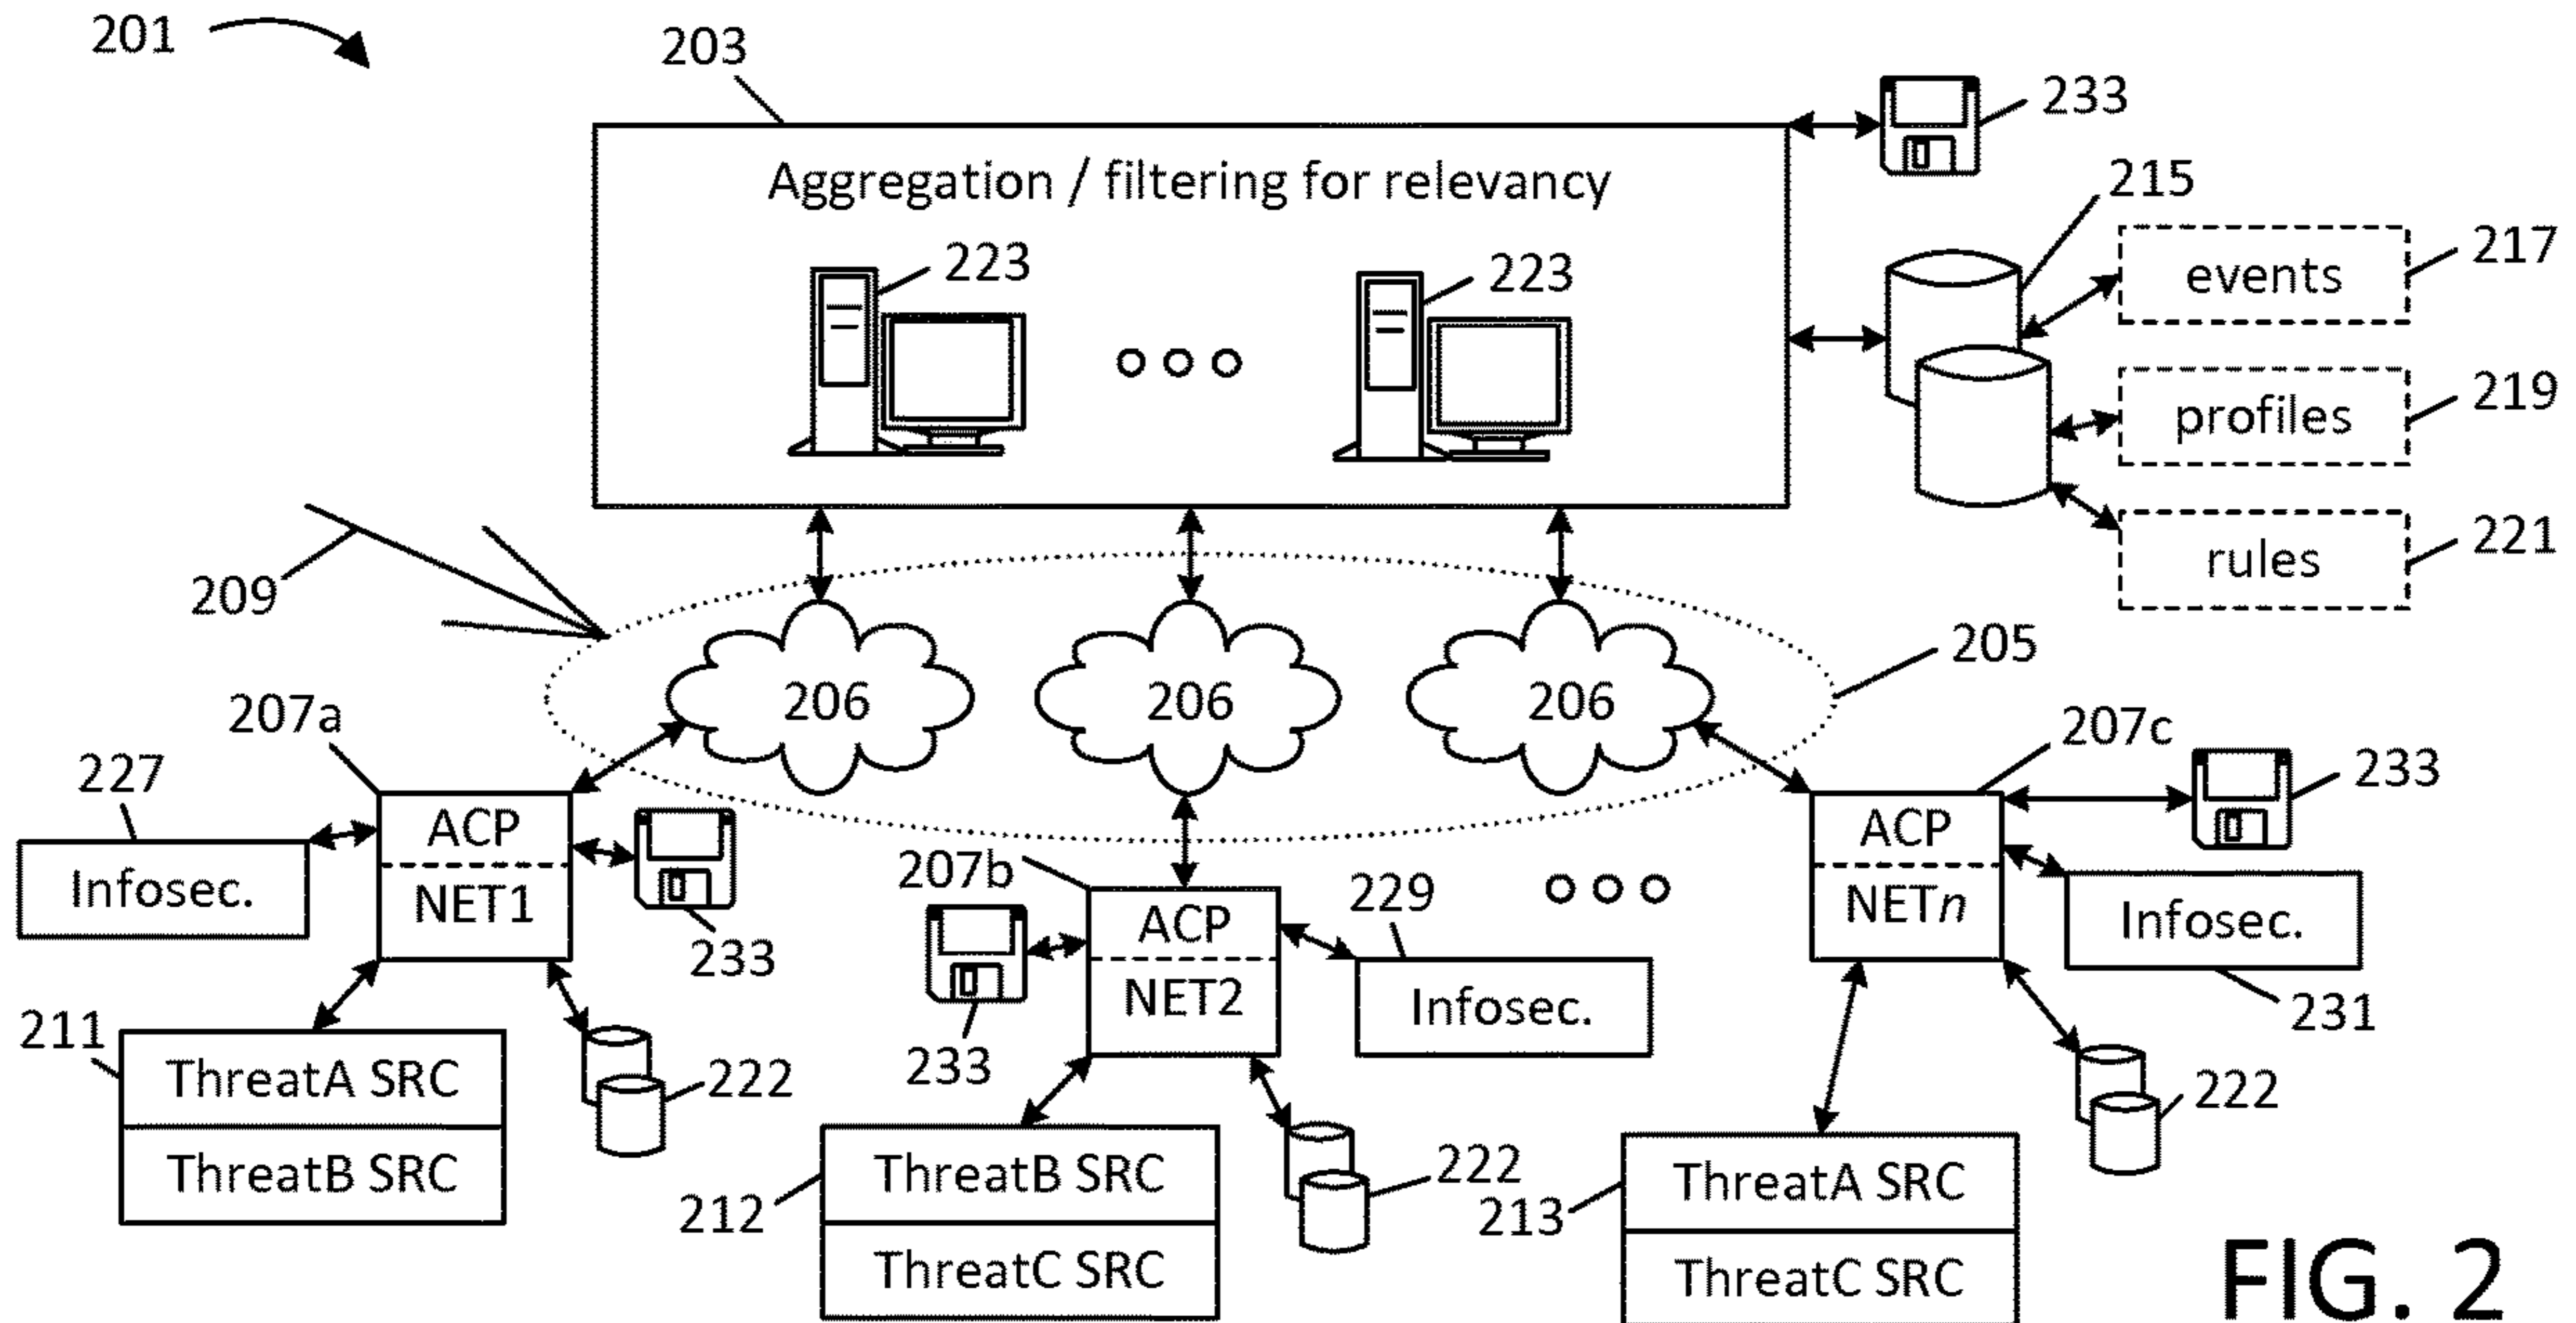 201
203
233
Aggregation / filtering for relevancy
215
217
events
223
223
219
profiles
221
rules
209
205
206
206
206
207a
207c
227
233
ACP
ACP
207b
229
Infosec.
NET1
NETn
Infosec.
233
ACP
NET2
Infosec.
231
211
233
222
222
ThreatA SRC
ThreatB SRC
212
ThreatB SRC
ThreatC SRC
222
213
ThreatA SRC
ThreatC SRC
FIG. 2